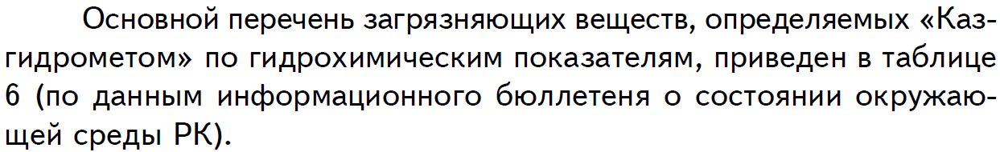 Основной перечень загрязняющих веществ, определяемых «Каз-
гидрометом» по гидрохимическим показателям, приведен в таблице
6 (по данным информационного бюллетеня о состоянии окружаю-
щей среды РК).